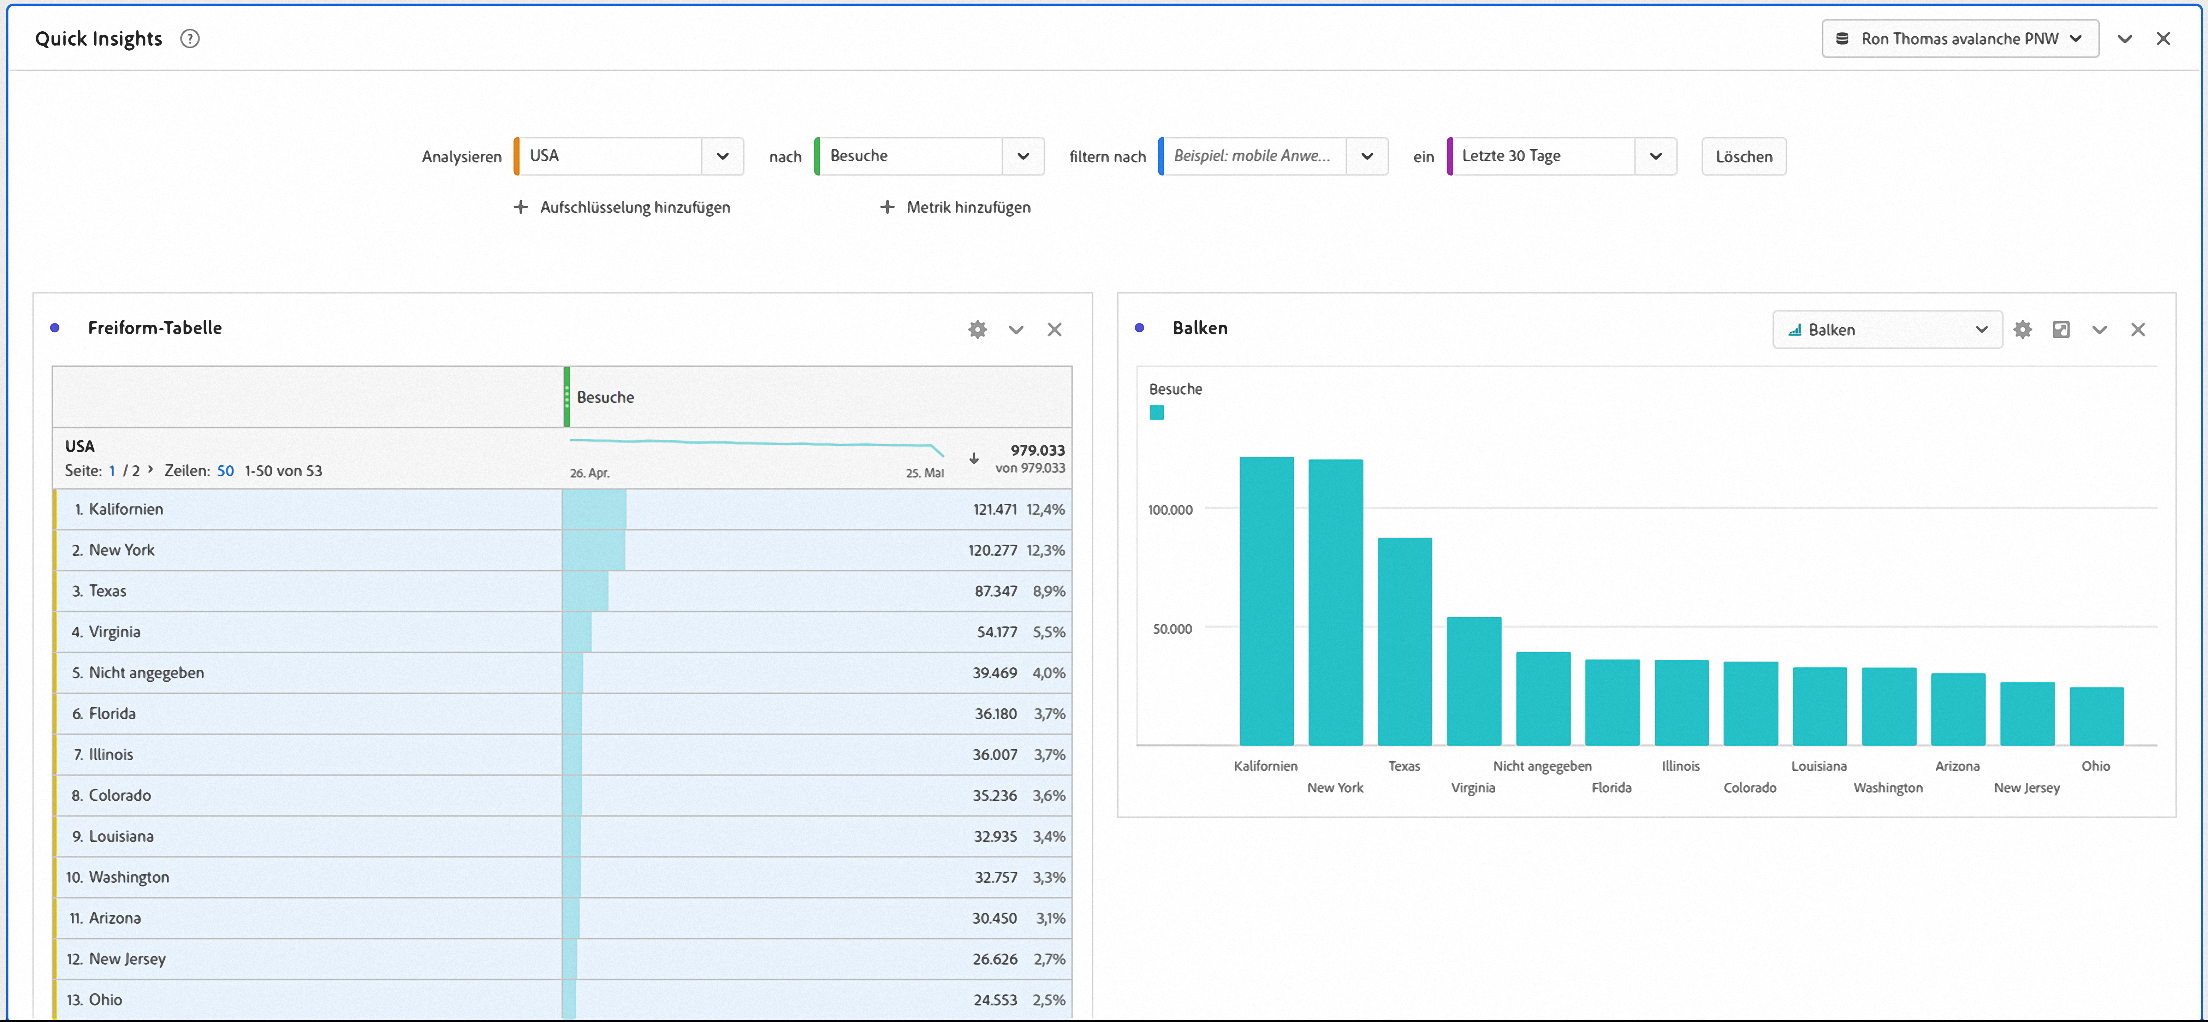 Quick Insights ?
Ron Thomas avalanche PNW
Analysieren USA nach Besuche filtern nach Beispiel: mobile Anwe... ein Letzte 30 Tage Löschen
+ Aufschlüsselung hinzufügen + Metrik hinzufügen
Freiform-Tabelle
Besuche
USA
Seite: 1 / 2 > Zeilen: 50 1-50 von 53
26. Apr. 25. Mai
979.033
von 979.033
1. Kalifornien 121.471 12,4%
2. New York 120.277 12,3%
3. Texas 87.347 8,9%
4. Virginia 54.177 5,5%
5. Nicht angegeben 39.469 4,0%
6. Florida 36.180 3,7%
7. Illinois 36.007 3,7%
8. Colorado 35.236 3,6%
9. Louisiana 32.935 3,4%
10. Washington 32.757 3,3%
11. Arizona 30.450 3,1%
12. New Jersey 26.626 2,7%
13. Ohio 24.553 2,5%
Balken
Balken
Besuche
100.000
50.000
Kalifornien Texas Nicht angegeben Illinois Louisiana Arizona Ohio
New York Virginia Florida Colorado Washington New Jersey